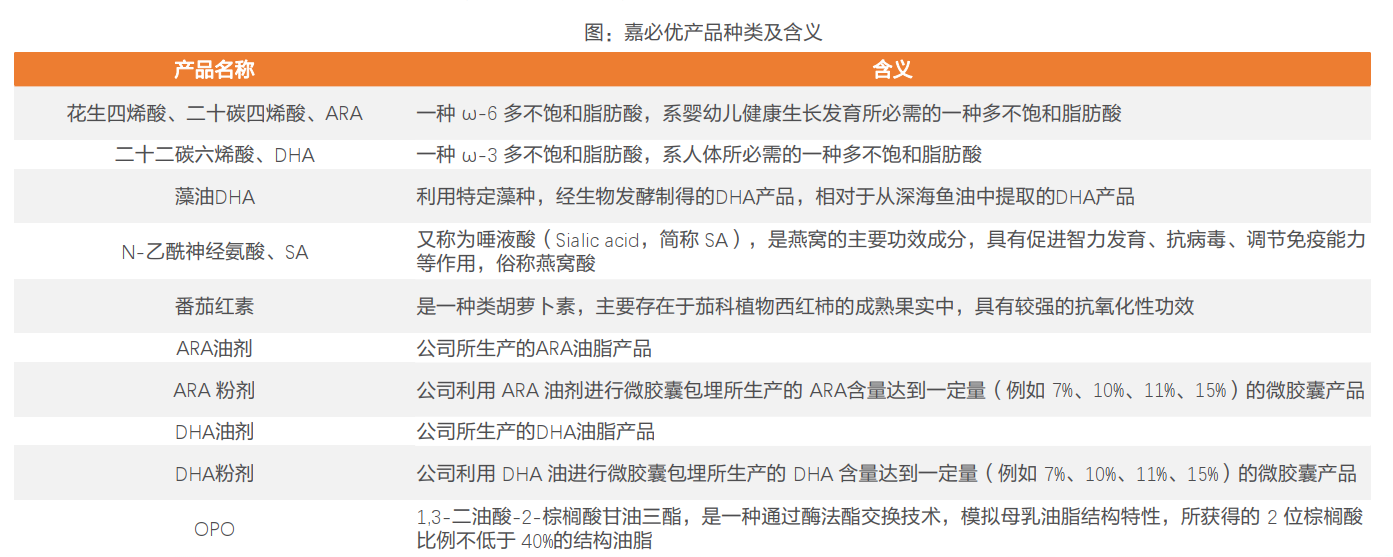 图：嘉必优产品种类及含义
产品名称 含义
花生四烯酸、二十碳四烯酸、ARA 一种 ω-6 多不饱和脂肪酸，系婴幼儿健康生长发育所必需的一种多不饱和脂肪酸
二十二碳六烯酸、DHA 一种 ω-3 多不饱和脂肪酸，系人体所必需的一种多不饱和脂肪酸
藻油DHA 利用特定藻种，经生物发酵制得的DHA产品，相对于从深海鱼油中提取的DHA产品
N-乙酰神经氨酸、SA 又称为唾液酸（Sialic acid，简称 SA），是燕窝的主要功效成分，具有促进智力发育、抗病毒、调节免疫能力
等作用，俗称燕窝酸
番茄红素 是一种类胡萝卜素，主要存在于茄科植物西红柿的成熟果实中，具有较强的抗氧化性功效
ARA油剂 公司所生产的ARA油脂产品
ARA 粉剂 公司利用 ARA 油剂进行微胶囊包埋所生产的 ARA含量达到一定量（例如 7%、10%、11%、15%）的微胶囊产品
DHA油剂 公司所生产的DHA油脂产品
DHA粉剂 公司利用 DHA 油进行微胶囊包埋所生产的 DHA 含量达到一定量（例如 7%、10%、11%、15%）的微胶囊产品
OPO 1,3-二油酸-2-棕榈酸甘油三酯，是一种通过酶法酯交换技术，模拟母乳油脂结构特性，所获得的 2 位棕榈酸
比例不低于 40%的结构油脂